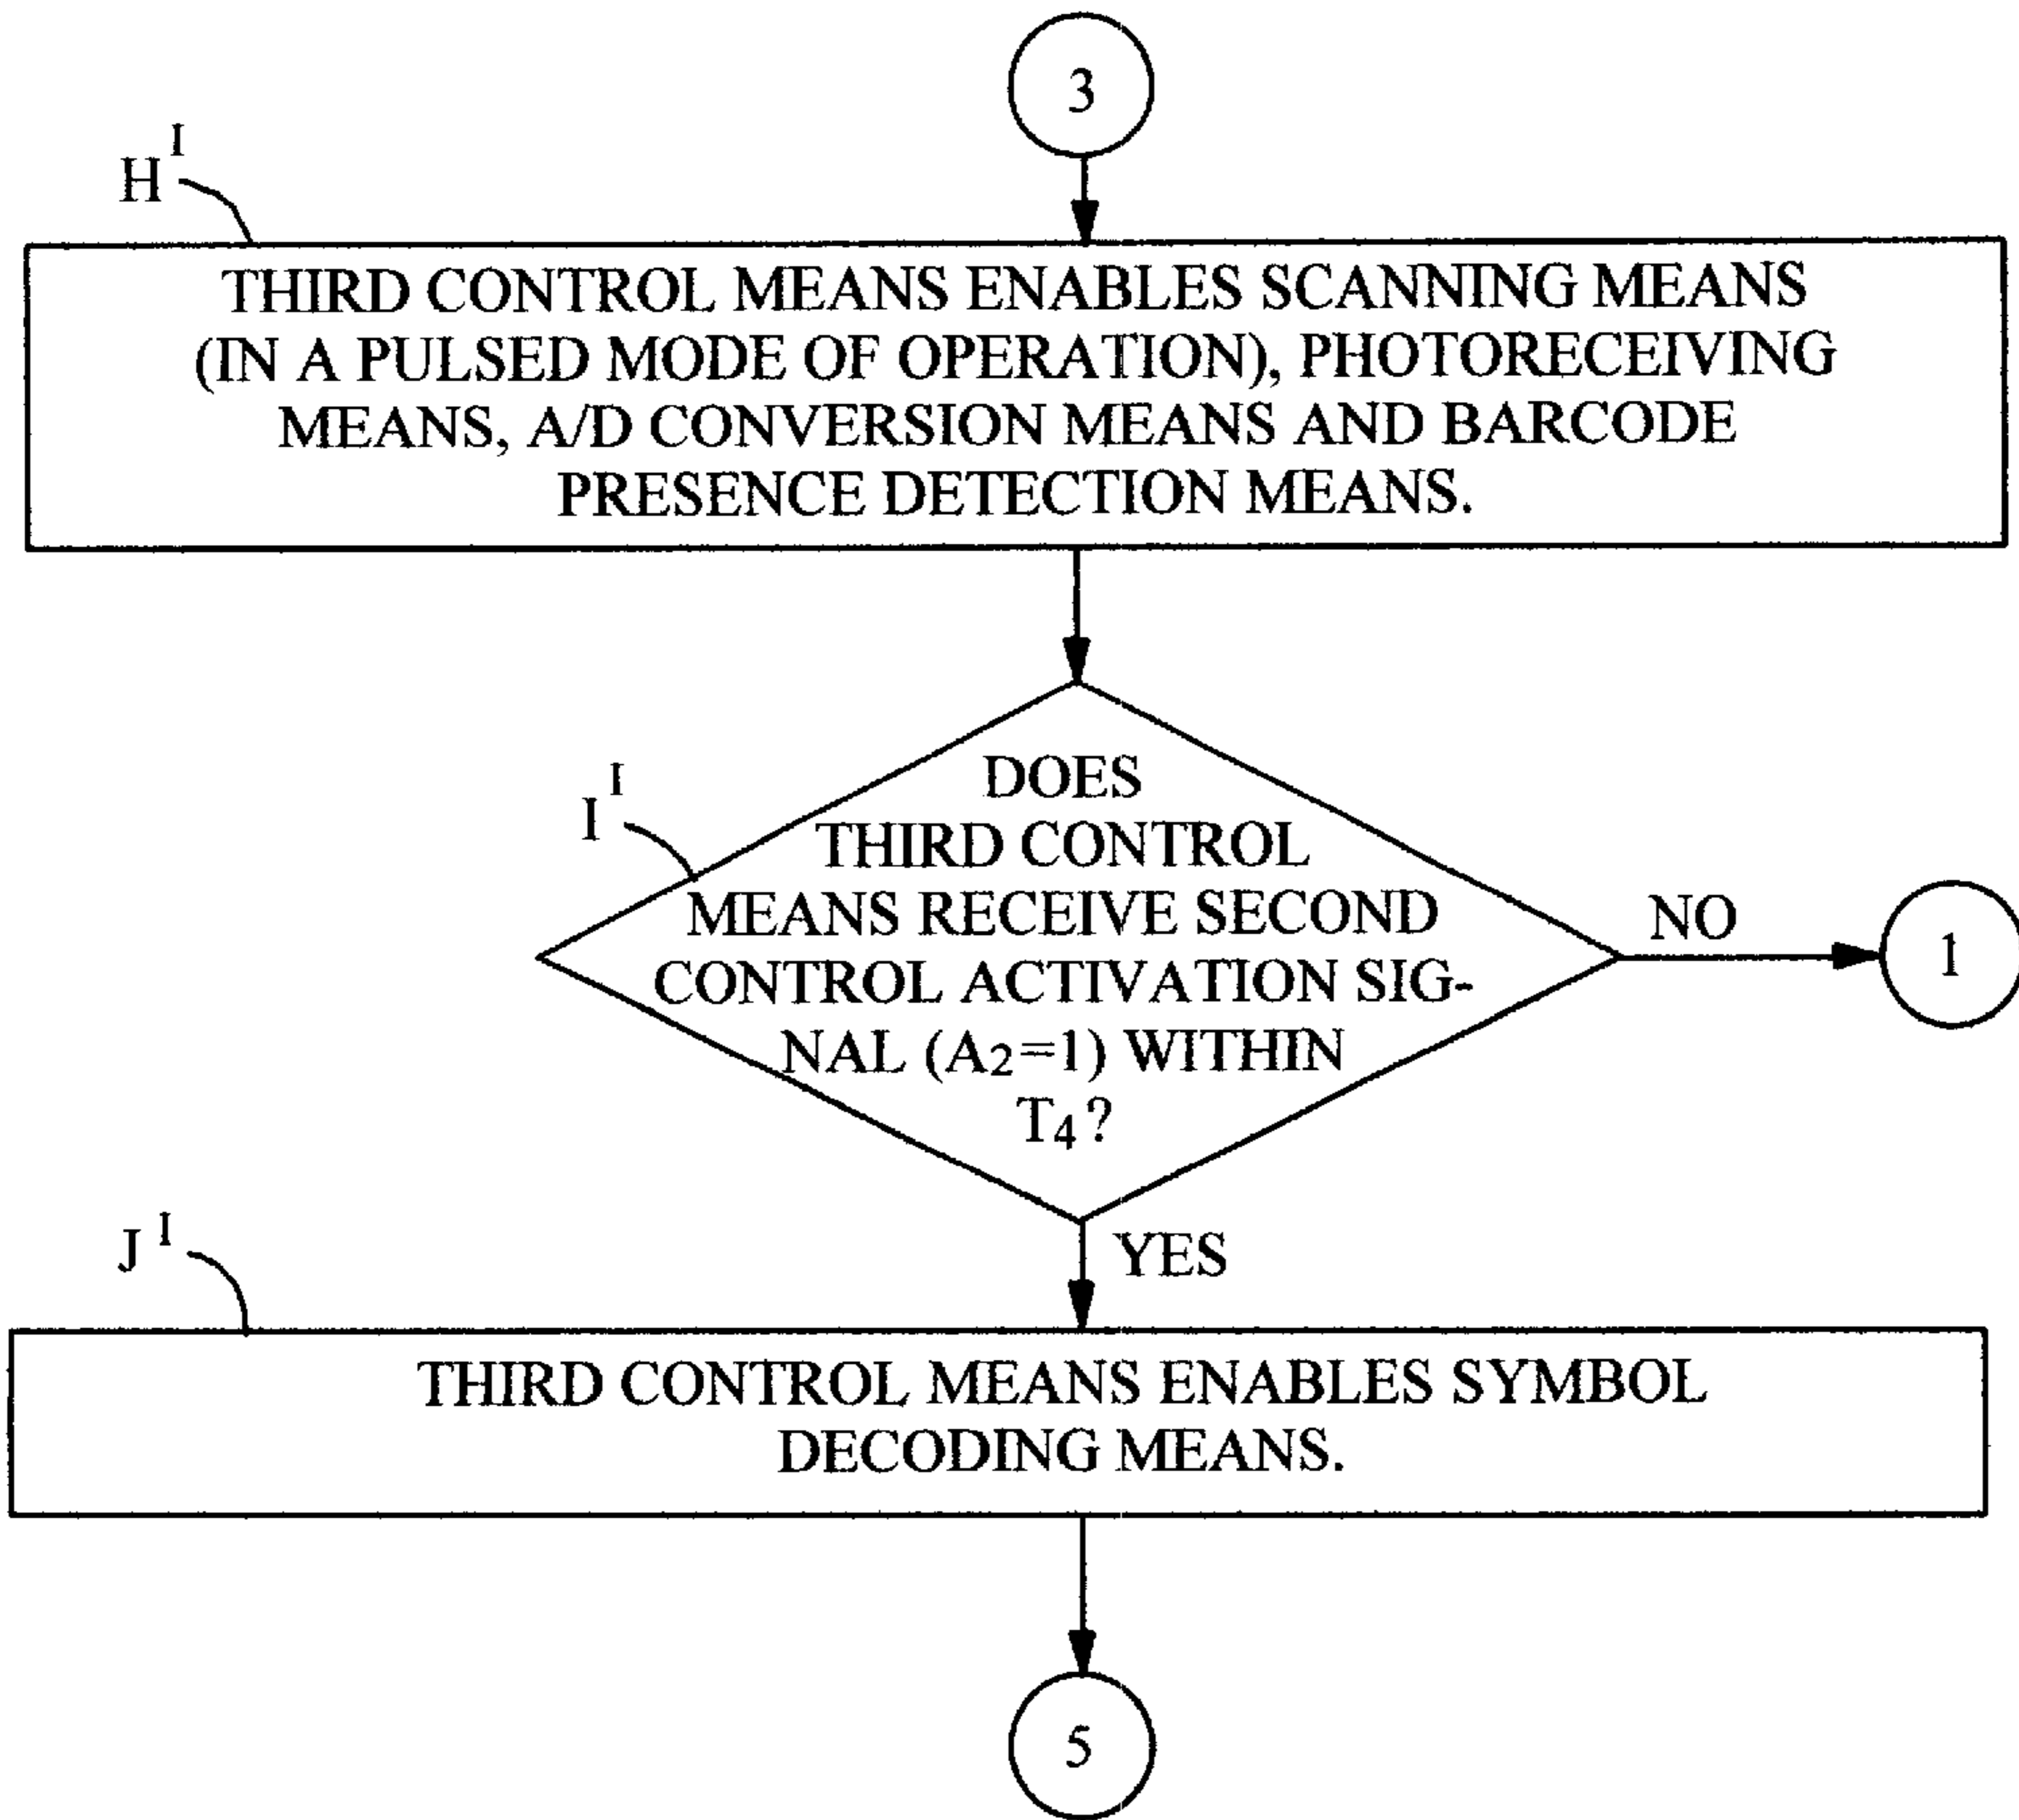 3
H I
THIRD CONTROL MEANS ENABLES SCANNING MEANS
(IN A PULSED MODE OF OPERATION), PHOTORECEIVING
MEANS, A/D CONVERSION MEANS AND BARCODE
PRESENCE DETECTION MEANS.
I I
DOES
THIRD CONTROL
MEANS RECEIVE SECOND
CONTROL ACTIVATION SIG-
NAL (A₂=1) WITHIN
T₄?
NO
1
YES
J I
THIRD CONTROL MEANS ENABLES SYMBOL
DECODING MEANS.
5